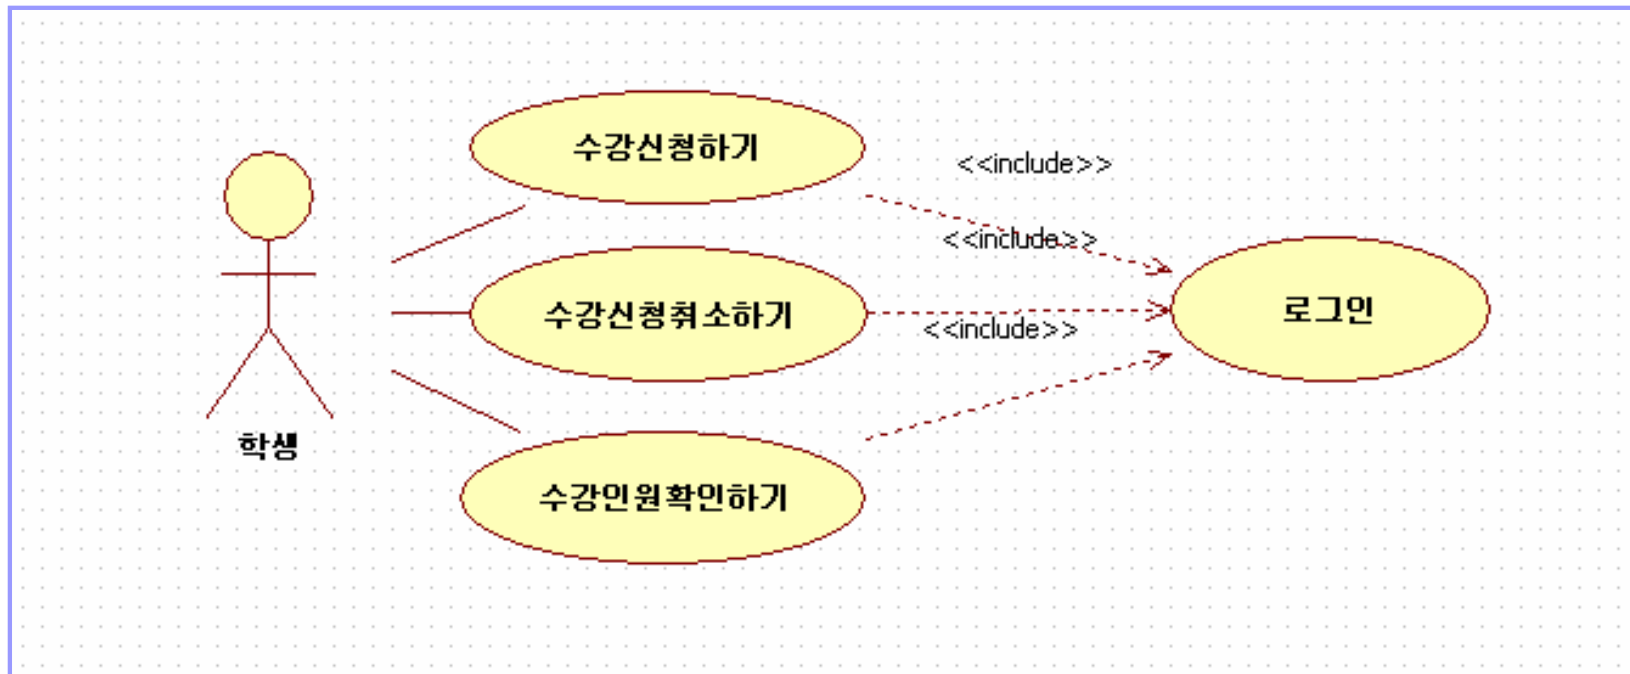 수강신청하기
<<include>>
<<include>>
수강신청취소하기
<<include>>
로그인
학생
수강인원확인하기